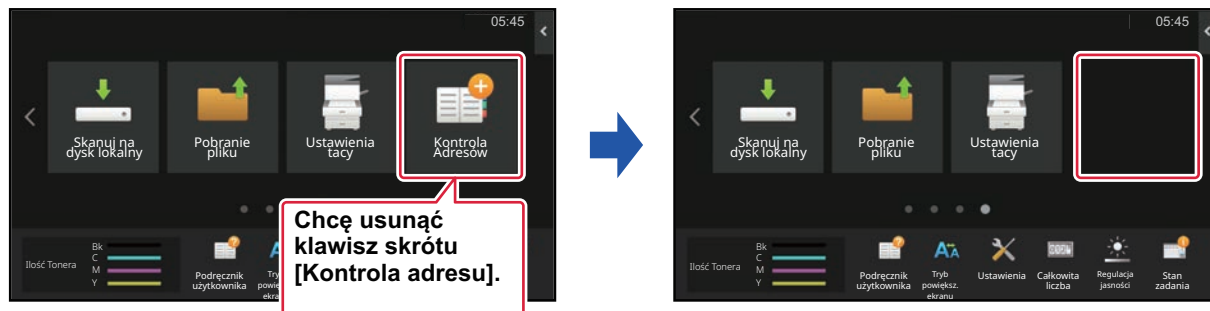 05:45
Skanuj na
dysk lokalny
Pobranie
pliku
Ustawienia
tacy
Kontrola
Adresów
Chcę usunąć
klawisz skrótu
[Kontrola adresu].
Ilość Tonera
Bk
C
M
Y
Podręcznik
użytkownika
05:45
Skanuj na
dysk lokalny
Pobranie
pliku
Ustawienia
tacy
Ilość Tonera
Bk
C
M
Y
Podręcznik
użytkownika
Tryb
powiększ.
ekranu
Ustawienia
Całkowita
liczba
Regulacja
jasności
Stan
zadania